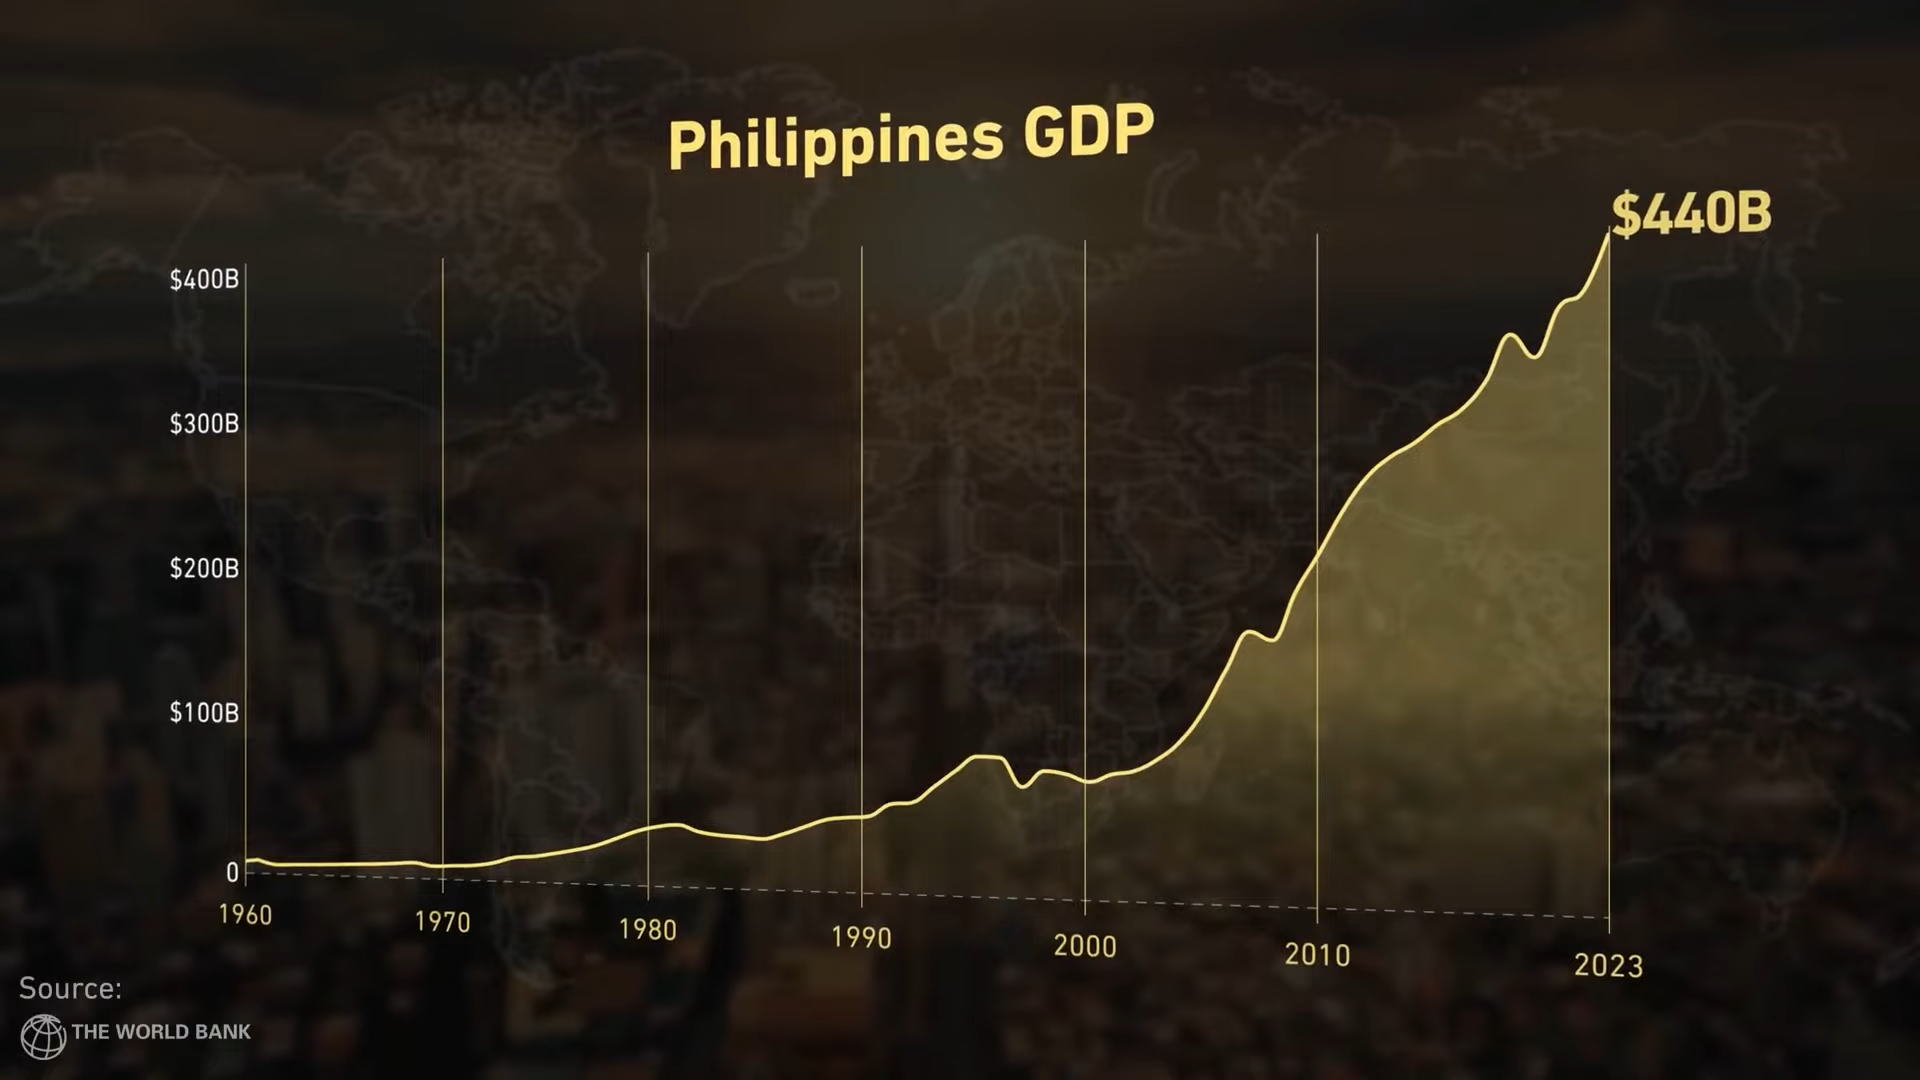 Philippines GDP
$440B
$400B
$300B
$200B
$100B
0
1960
1970
1980
1990
2000
2010
2023
Source:
THE WORLD BANK